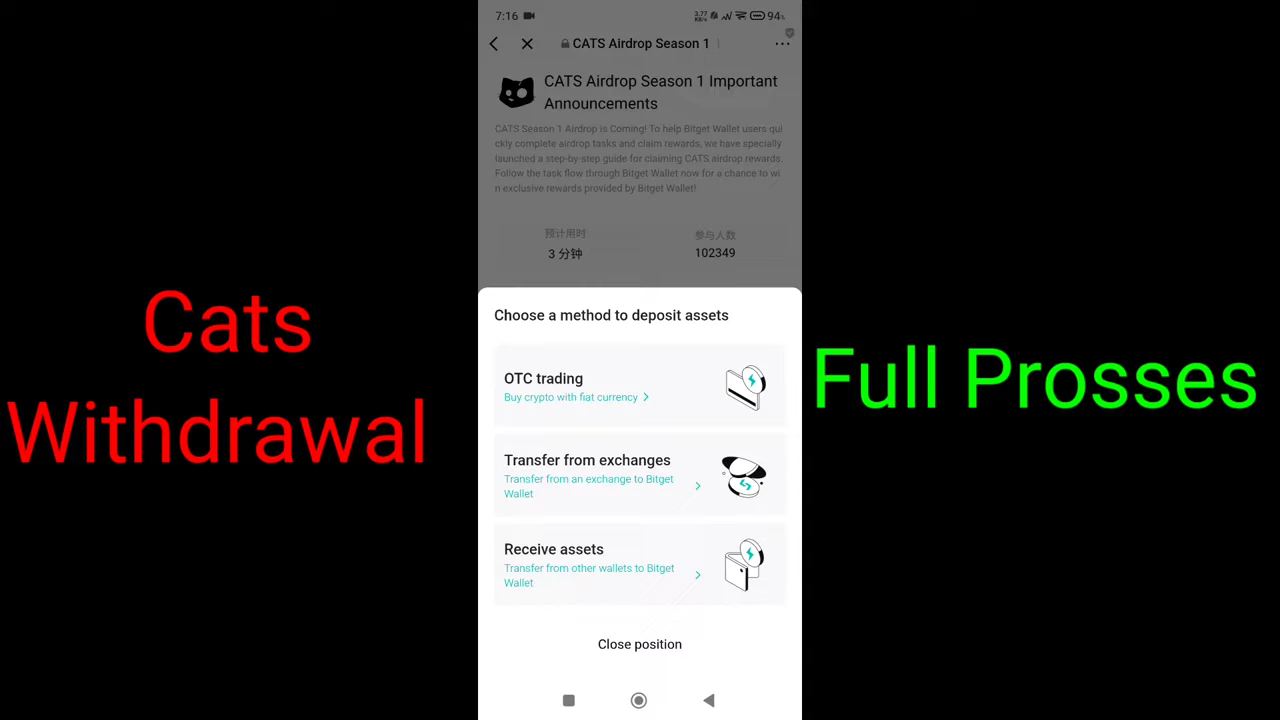 7:16
3.77
KB/s
94%
CATS Airdrop Season 1
CATS Airdrop Season 1 Important
Announcements
CATS Season 1 Airdrop is Coming! To help Bitget Wallet users qui
ckly complete airdrop tasks and claim rewards, we have specially
launched a step-by-step guide for claiming CATS airdrop rewards.
Follow the task flow through Bitget Wallet now for a chance to wi
n exclusive rewards provided by Bitget Wallet!
预计用时
参与人数
3 分钟
102349
Choose a method to deposit assets
OTC trading
Buy crypto with fiat currency
Transfer from exchanges
Transfer from an exchange to Bitget
Wallet
Receive assets
Transfer from other wallets to Bitget
Wallet
Close position
Cats
Withdrawal
Full Prosses